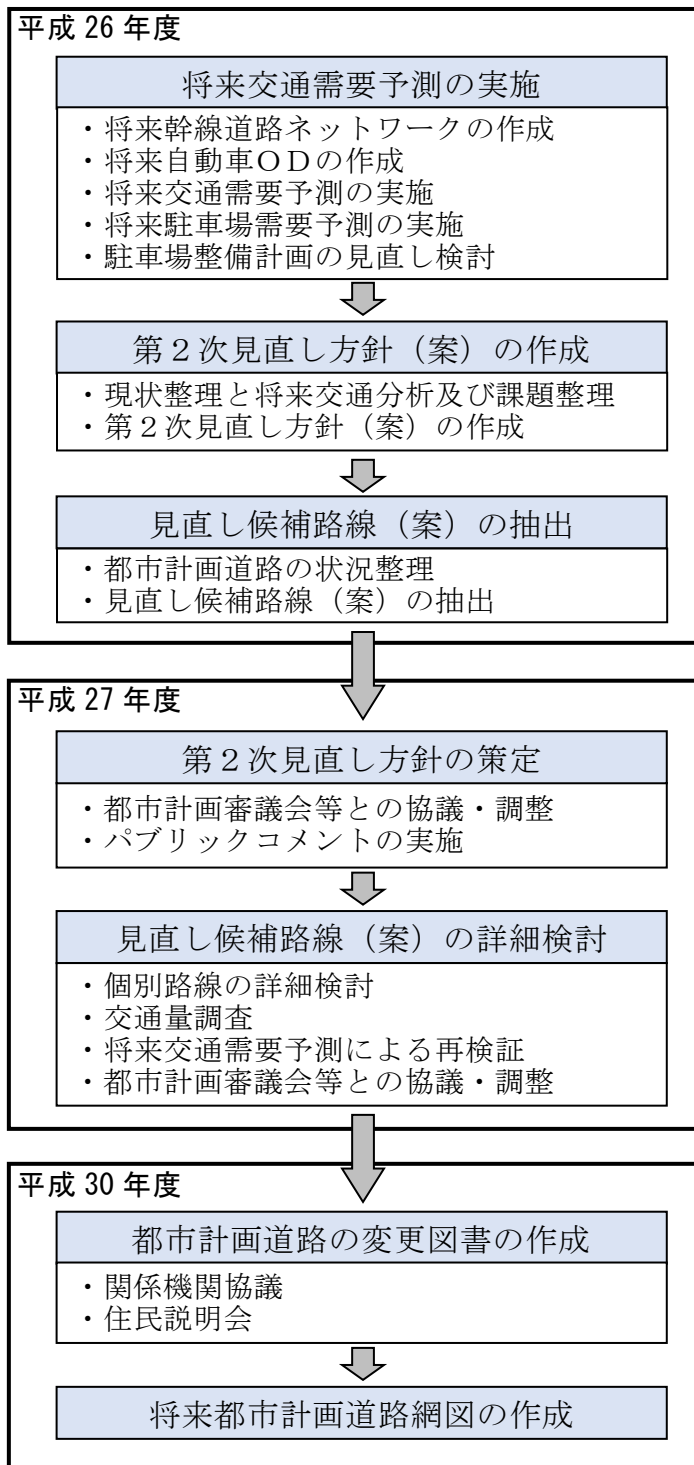 平成 26 年度
将来交通需要予測の実施
・将来幹線道路ネットワークの作成
・将来自動車ＯＤの作成
・将来交通需要予測の実施
・将来駐車場需要予測の実施
・駐車場整備計画の見直し検討
第２次見直し方針（案）の作成
・現状整理と将来交通分析及び課題整理
・第２次見直し方針（案）の作成
見直し候補路線（案）の抽出
・都市計画道路の状況整理
・見直し候補路線（案）の抽出
平成 27 年度
第２次見直し方針の策定
・都市計画審議会等との協議・調整
・パブリックコメントの実施
見直し候補路線（案）の詳細検討
・個別路線の詳細検討
・交通量調査
・将来交通需要予測による再検証
・都市計画審議会等との協議・調整
平成 30 年度
都市計画道路の変更図書の作成
・関係機関協議
・住民説明会
将来都市計画道路網図の作成